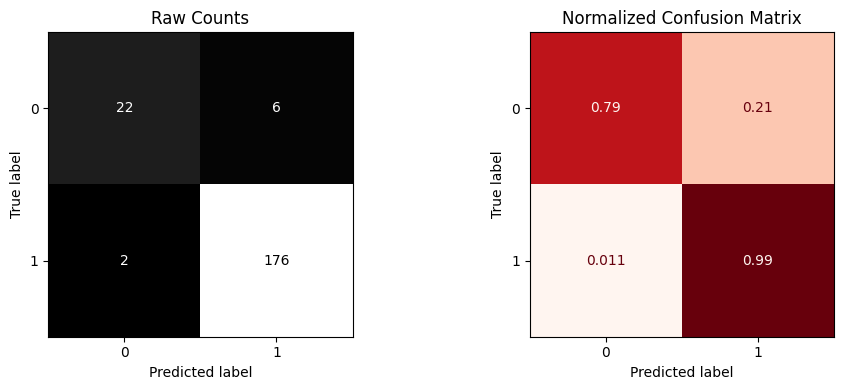 Raw Counts
True label
0
22
6
1
2
176
0
1
Predicted label
Normalized Confusion Matrix
True label
0
0.79
0.21
1
0.011
0.99
0
1
Predicted label